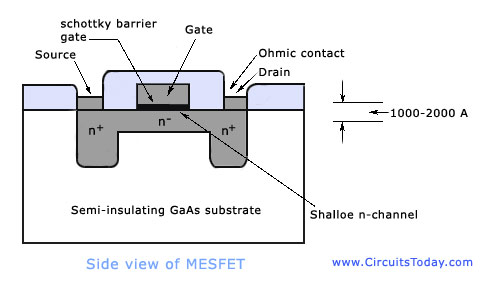 schottky barrier
gate
Gate
Source
Ohmic contact
Drain
1000-2000 A
n+
n-
n+
Semi-insulating GaAs substrate
Shalloe n-channel
Side view of MESFET
www.CircuitsToday.com